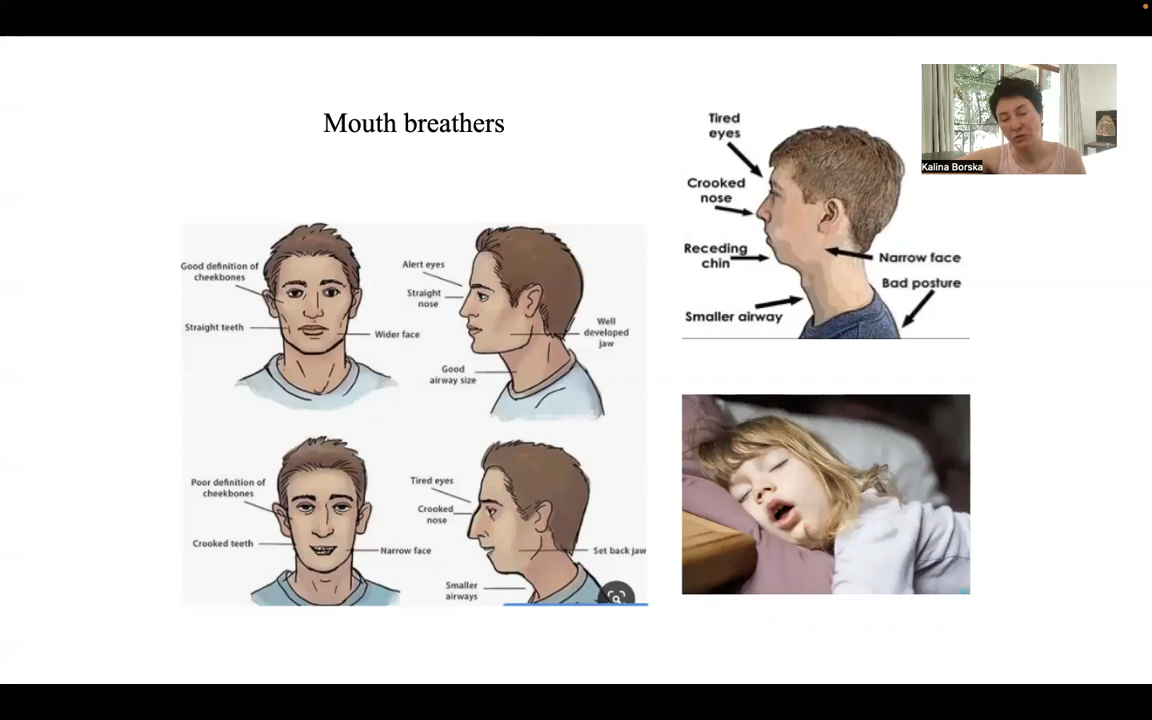 Mouth breathers
Good definition of
cheekbones
Straight teeth
Wider face
Alert eyes
Straight
nose
Well
developed
jaw
Good
airway size
Poor definition of
cheekbones
Crooked teeth
Narrow face
Tired eyes
Crooked
nose
Set back jaw
Smaller
airways
Tired
eyes
Crooked
nose
Receding
chin
Narrow face
Bad posture
Smaller airway
Kalina Borska